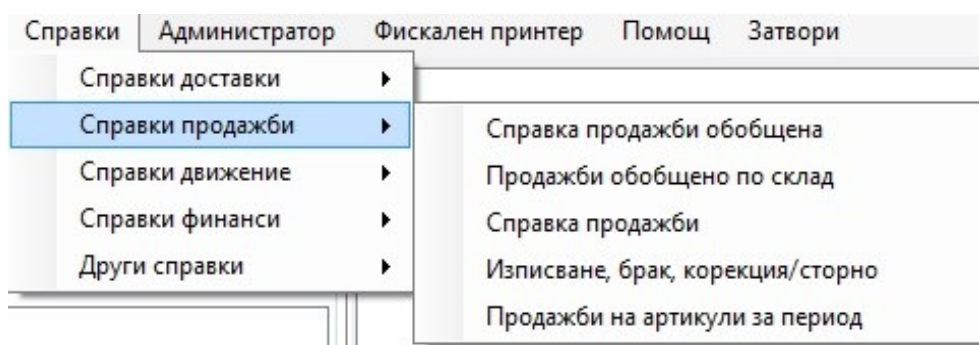 Справки Администратор Фискален принтер Помощ Затвори
Справки доставки
Справки продажби
Справки движение
Справки финанси
Други справки
Справка продажби обобщена
Продажби обобщено по склад
Справка продажби
Изписване, брак, корекция/сторно
Продажби на артикули за период